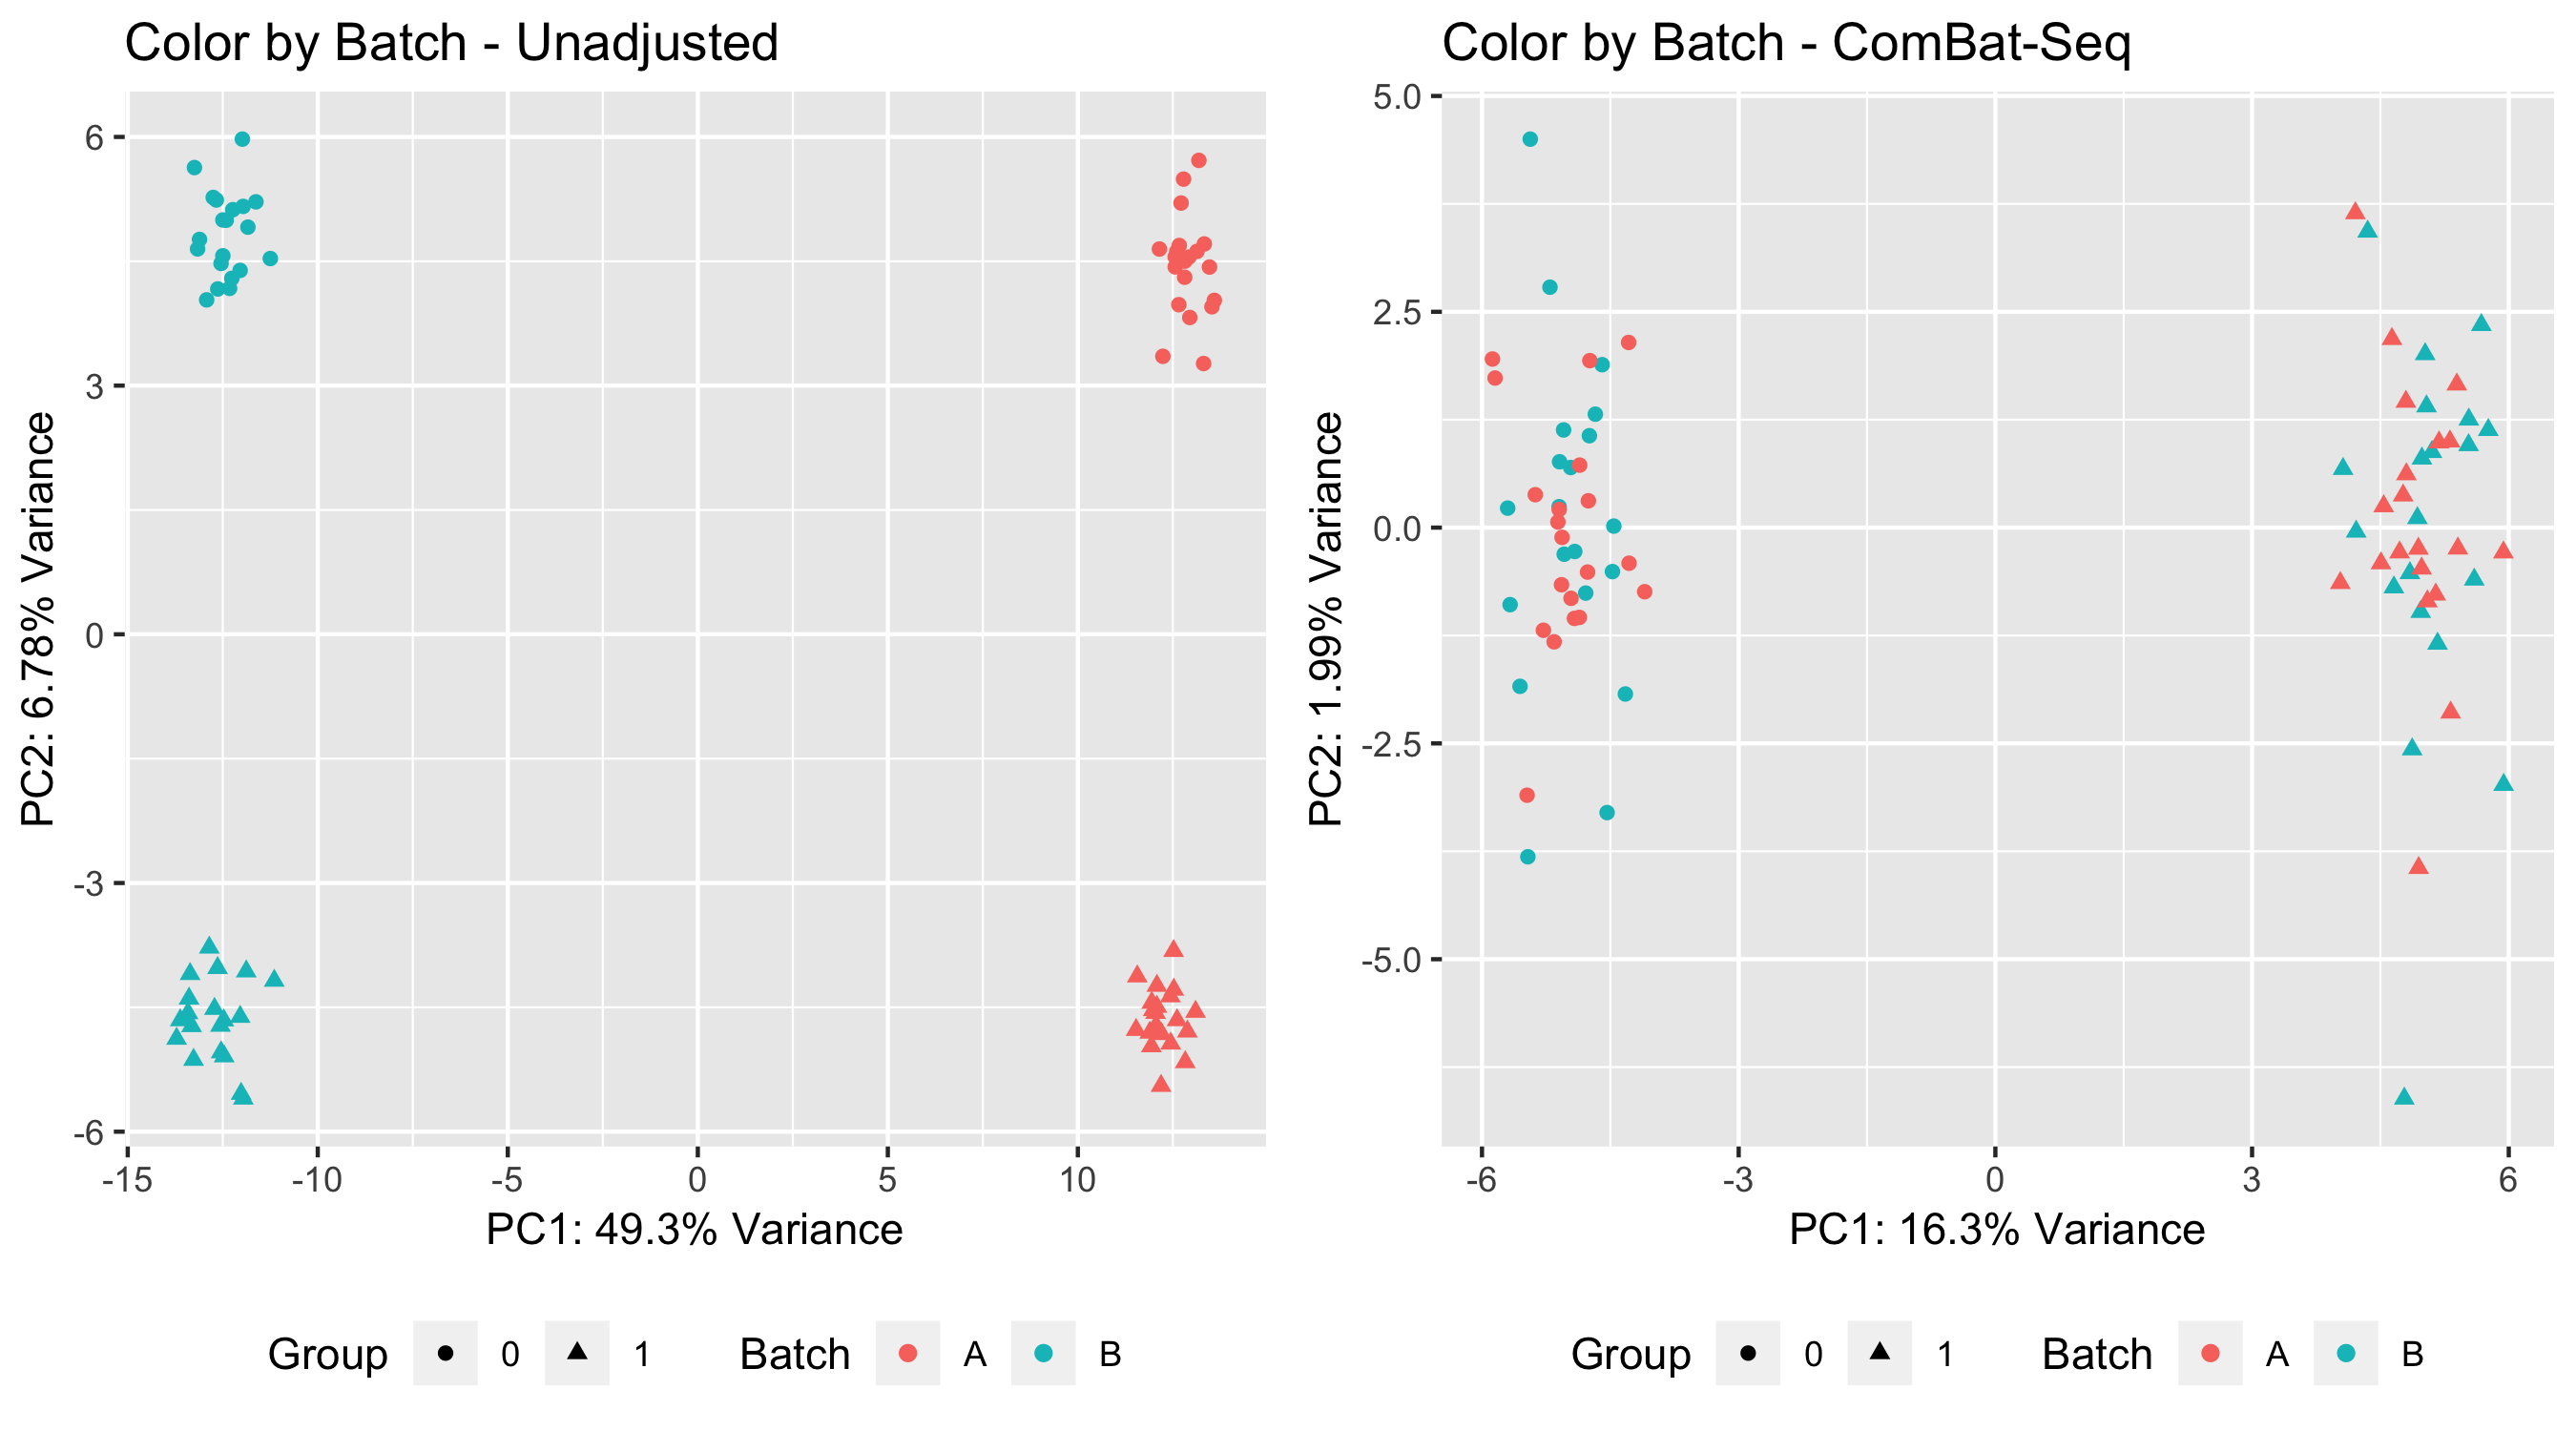 Color by Batch - Unadjusted
6
3
0
-3
-6
PC2: 6.78% Variance
-15 -10 -5 0 5 10
PC1: 49.3% Variance
Group 0 1 Batch A B
Color by Batch - ComBat-Seq
5.0
2.5
0.0
-2.5
-5.0
PC2: 1.99% Variance
-6 -3 0 3 6
PC1: 16.3% Variance
Group 0 1 Batch A B